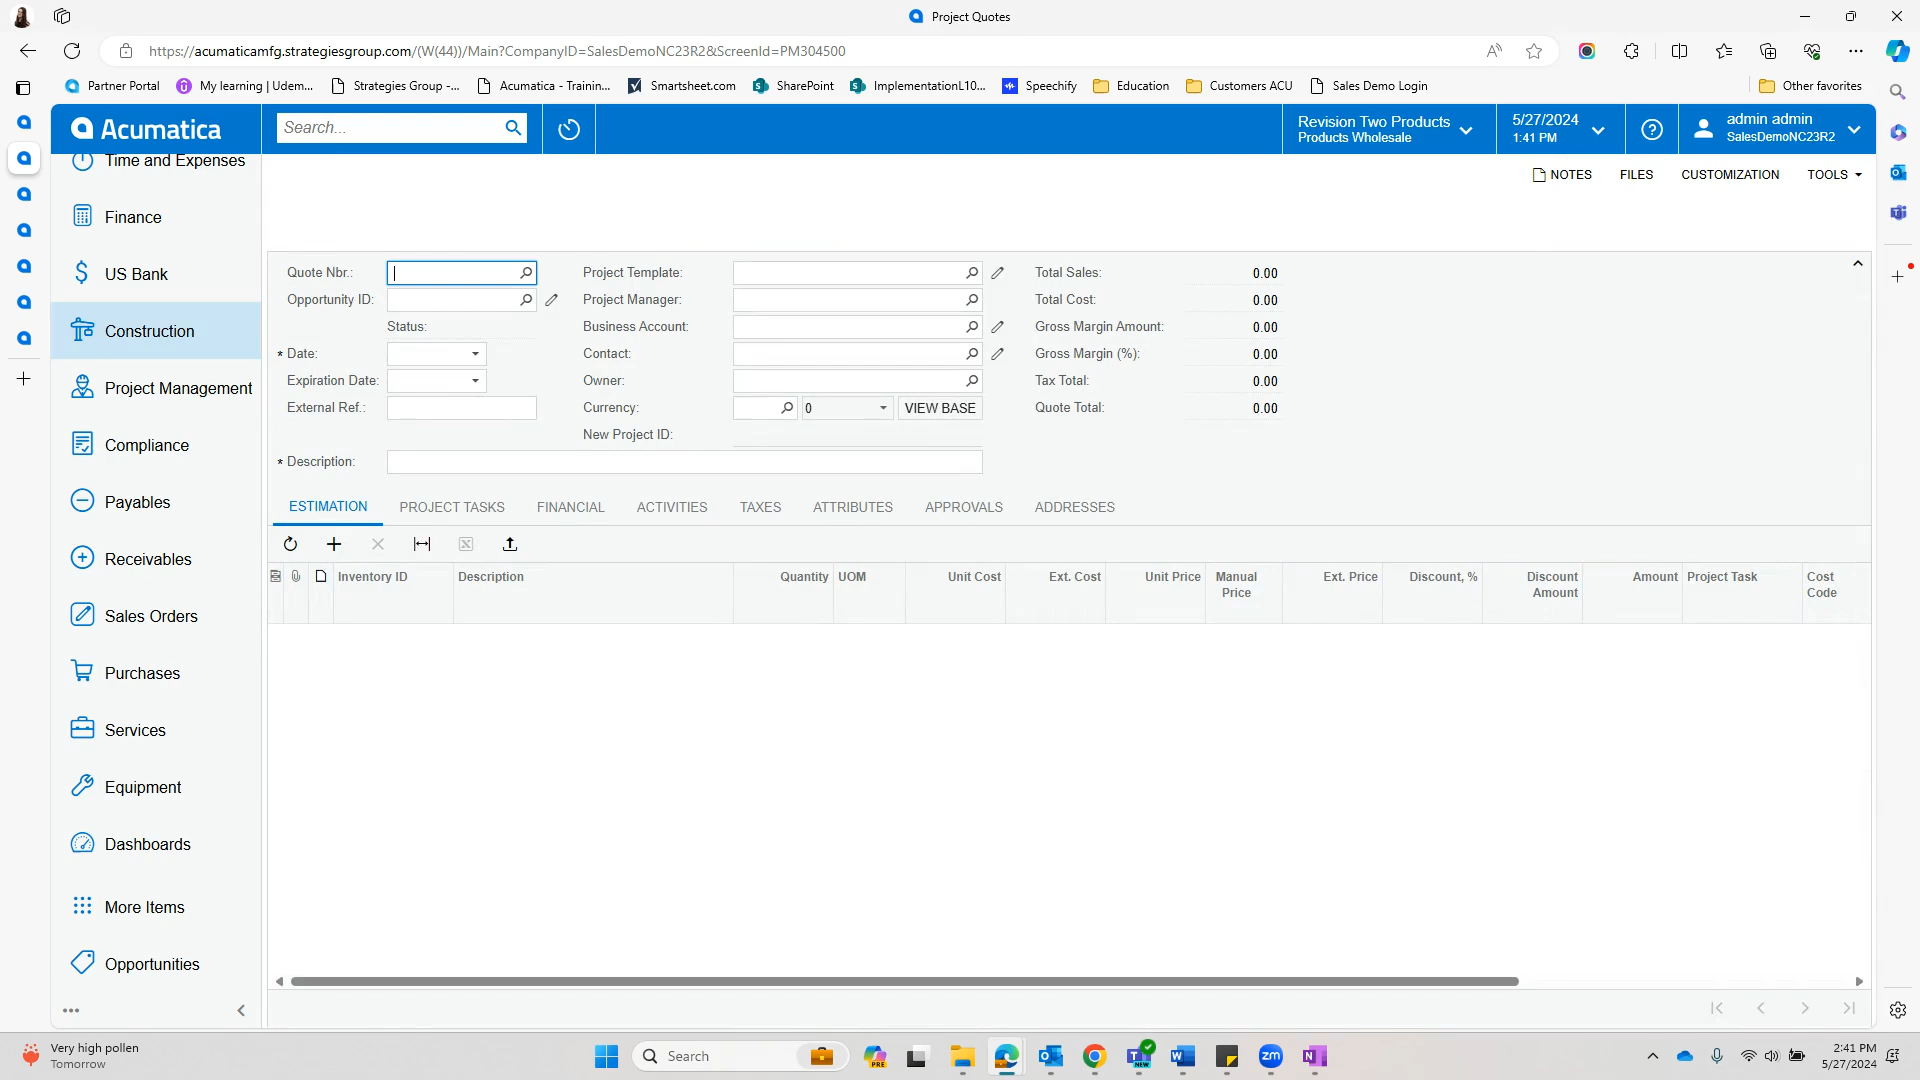 Project Quotes
https://acumaticamfg.strategiesgroup.com/(W(44))/Main?CompanyID=SalesDemoNC23R2&ScreenId=PM304500
Partner Portal
My learning | Udem...
Strategies Group -...
Acumatica - Trainin...
Smartsheet.com
SharePoint
ImplementationL10...
Speechify
Education
Customers ACU
Sales Demo Login
Other favorites
Acumatica
Search...
Revision Two Products
Products Wholesale
5/27/2024
1:41 PM
admin admin
SalesDemoNC23R2
NOTES
FILES
CUSTOMIZATION
TOOLS
Time and Expenses
Finance
US Bank
Construction
Project Management
Compliance
Payables
Receivables
Sales Orders
Purchases
Services
Equipment
Dashboards
More Items
Opportunities
Quote Nbr.:
Opportunity ID:
Status:
* Date:
Expiration Date:
External Ref.:
* Description:
Project Template:
Project Manager:
Business Account:
Contact:
Owner:
Currency:
0
VIEW BASE
New Project ID:
Total Sales: 0.00
Total Cost: 0.00
Gross Margin Amount: 0.00
Gross Margin (%): 0.00
Tax Total: 0.00
Quote Total: 0.00
ESTIMATION
PROJECT TASKS
FINANCIAL
ACTIVITIES
TAXES
ATTRIBUTES
APPROVALS
ADDRESSES
Inventory ID
Description
Quantity
UOM
Unit Cost
Ext. Cost
Unit Price
Manual
Price
Ext. Price
Discount, %
Discount
Amount
Amount
Project Task
Cost
Code
Very high pollen
Tomorrow
Search
PRE
NEW
zm
2:41 PM
5/27/2024